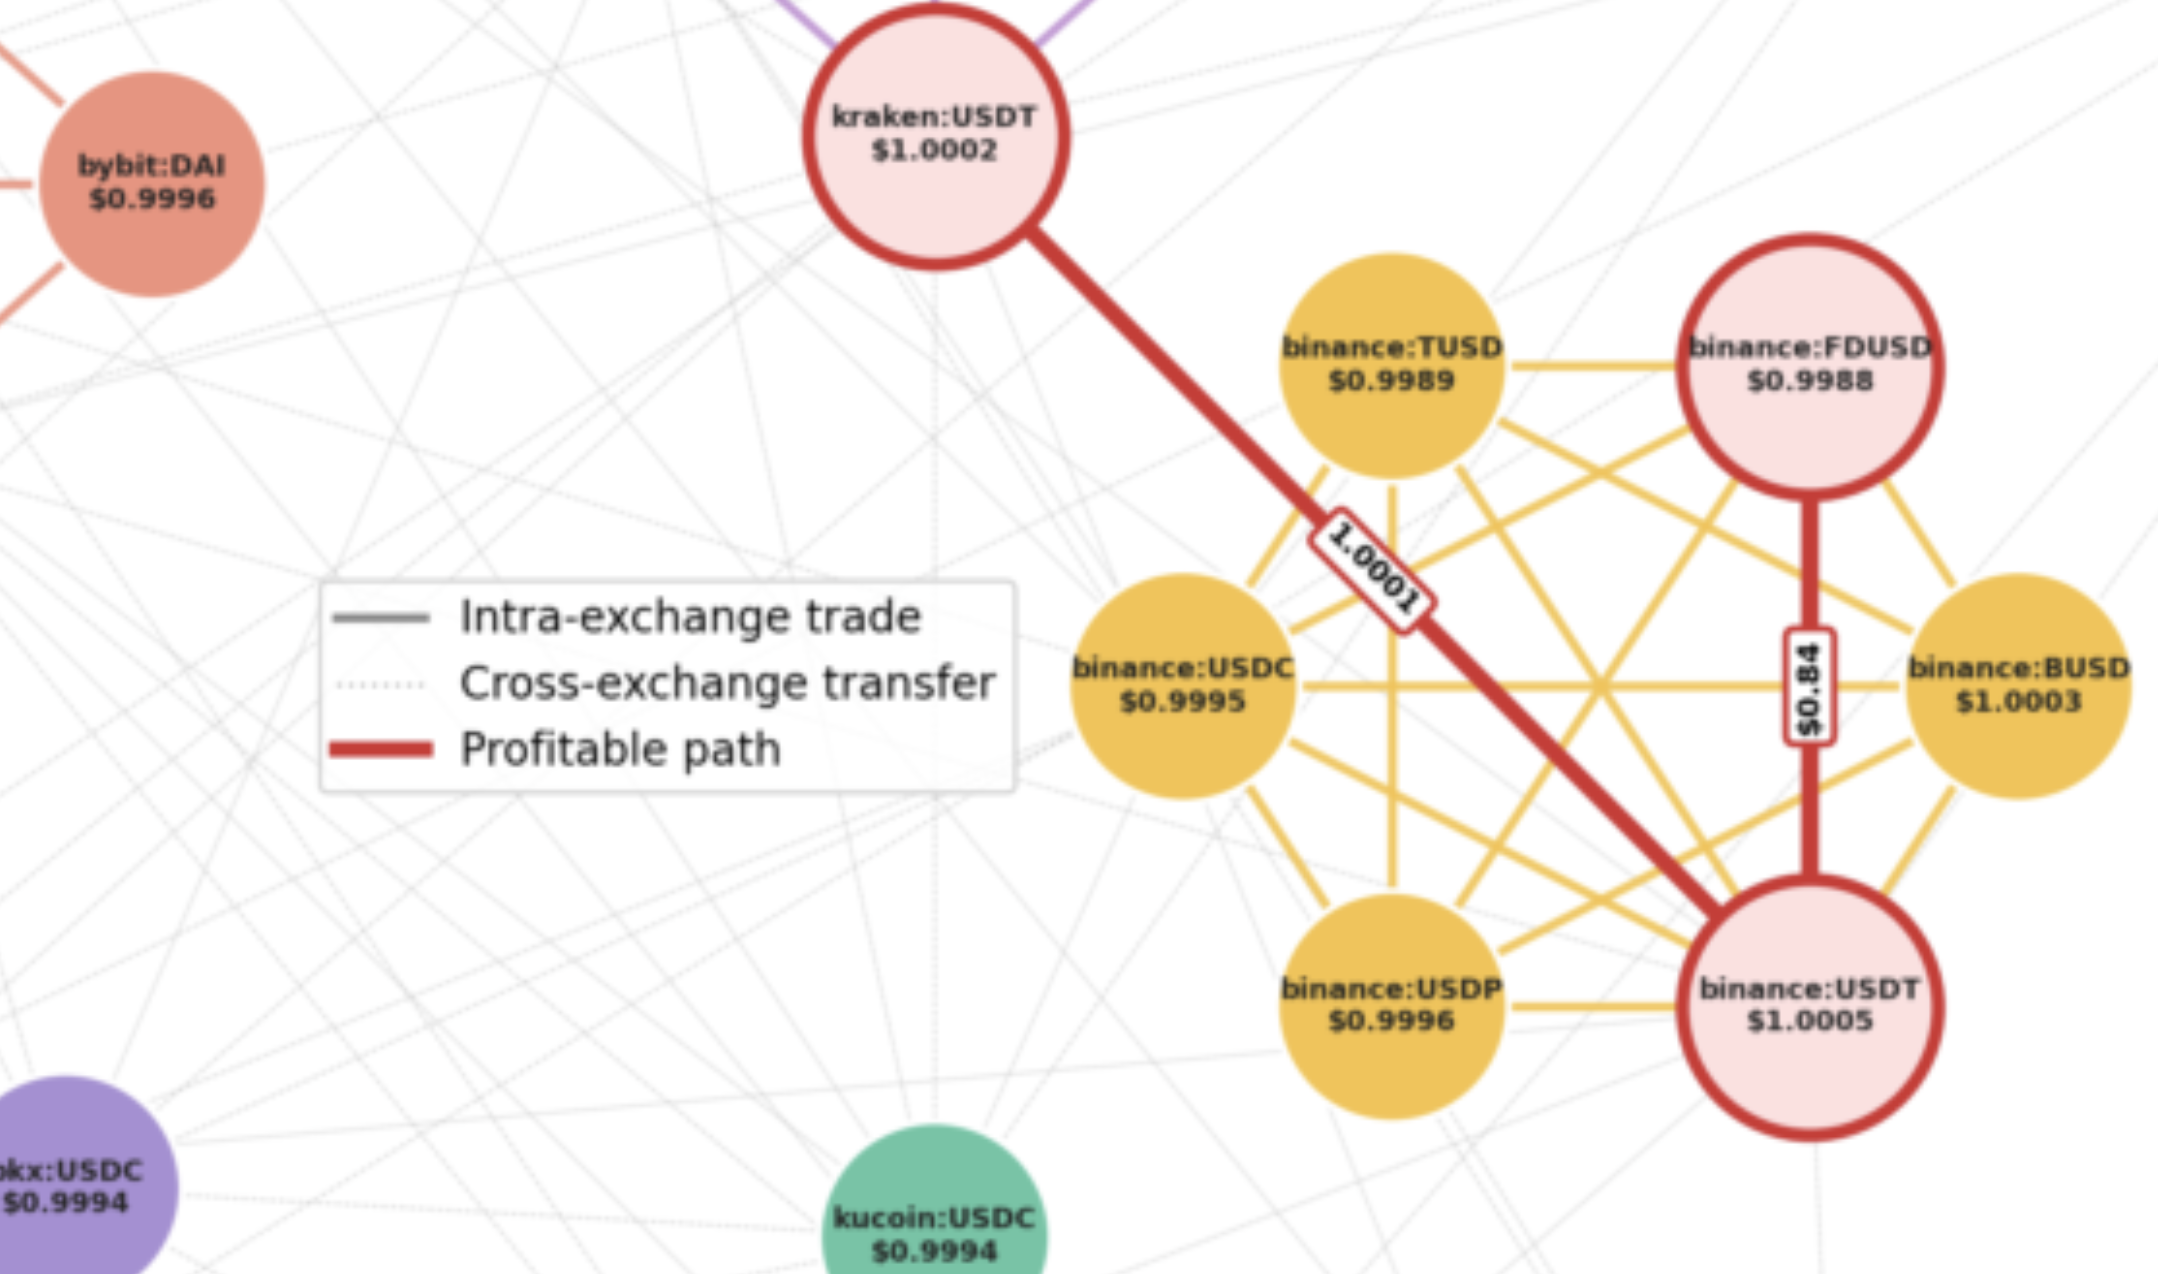 kraken:USDT
$1.0002
bybit:DAI
$0.9996
binance:TUSD
$0.9989
binance:FDUSD
$0.9988
1.0001
Intra-exchange trade
Cross-exchange transfer
Profitable path
binance:USDC
$0.9995
$0.84
binance:BUSD
$1.0003
binance:USDP
$0.9996
binance:USDT
$1.0005
okx:USDC
$0.9994
kucoin:USDC
$0.9994